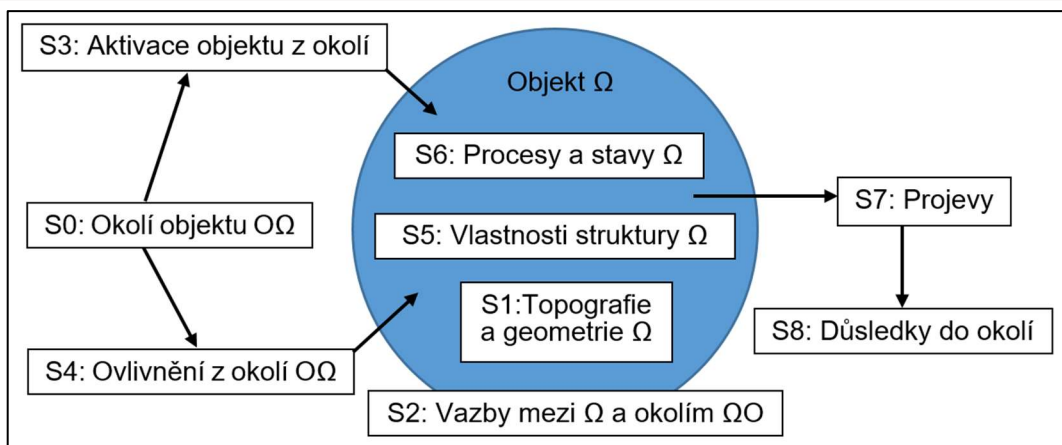 S3: Aktivace objektu z okolí
Objekt Ω
S6: Procesy a stavy Ω
S7: Projevy
S0: Okolí objektu OΩ
S5: Vlastnosti struktury Ω
S1:Topografie
a geometrie Ω
S8: Důsledky do okolí
S4: Ovlivnění z okolí OΩ
S2: Vazby mezi Ω a okolím ΩO